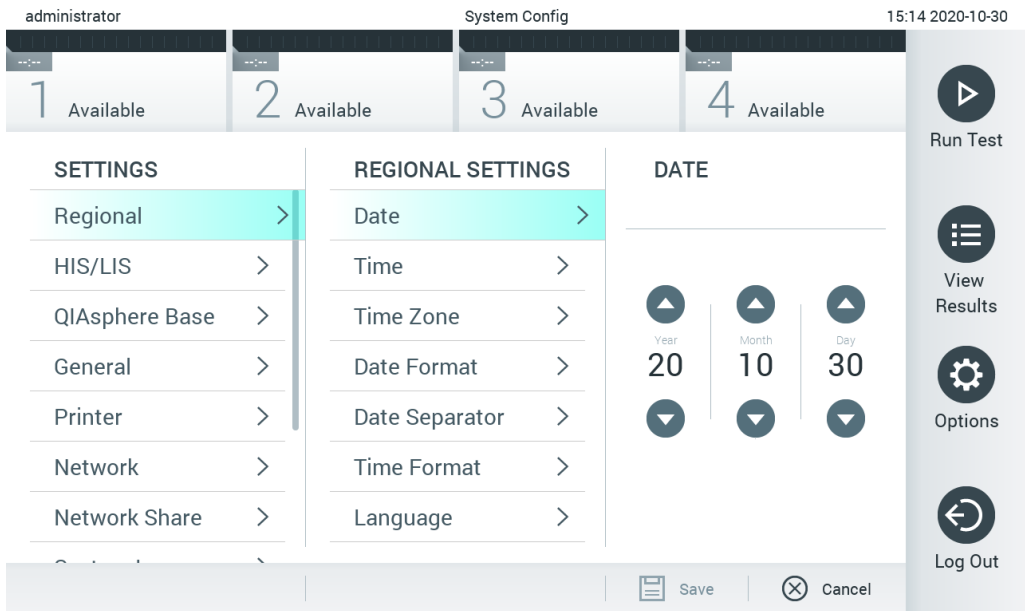 administrator
System Config
15:14 2020-10-30
--:--
--:--
--:--
--:--
1 Available
2 Available
3 Available
4 Available
Run Test
View
Results
Options
Log Out
SETTINGS
Regional
HIS/LIS
QIAsphere Base
General
Printer
Network
Network Share
REGIONAL SETTINGS
Date
Time
Time Zone
Date Format
Date Separator
Time Format
Language
DATE
Year Month Day
20 10 30
Save
Cancel